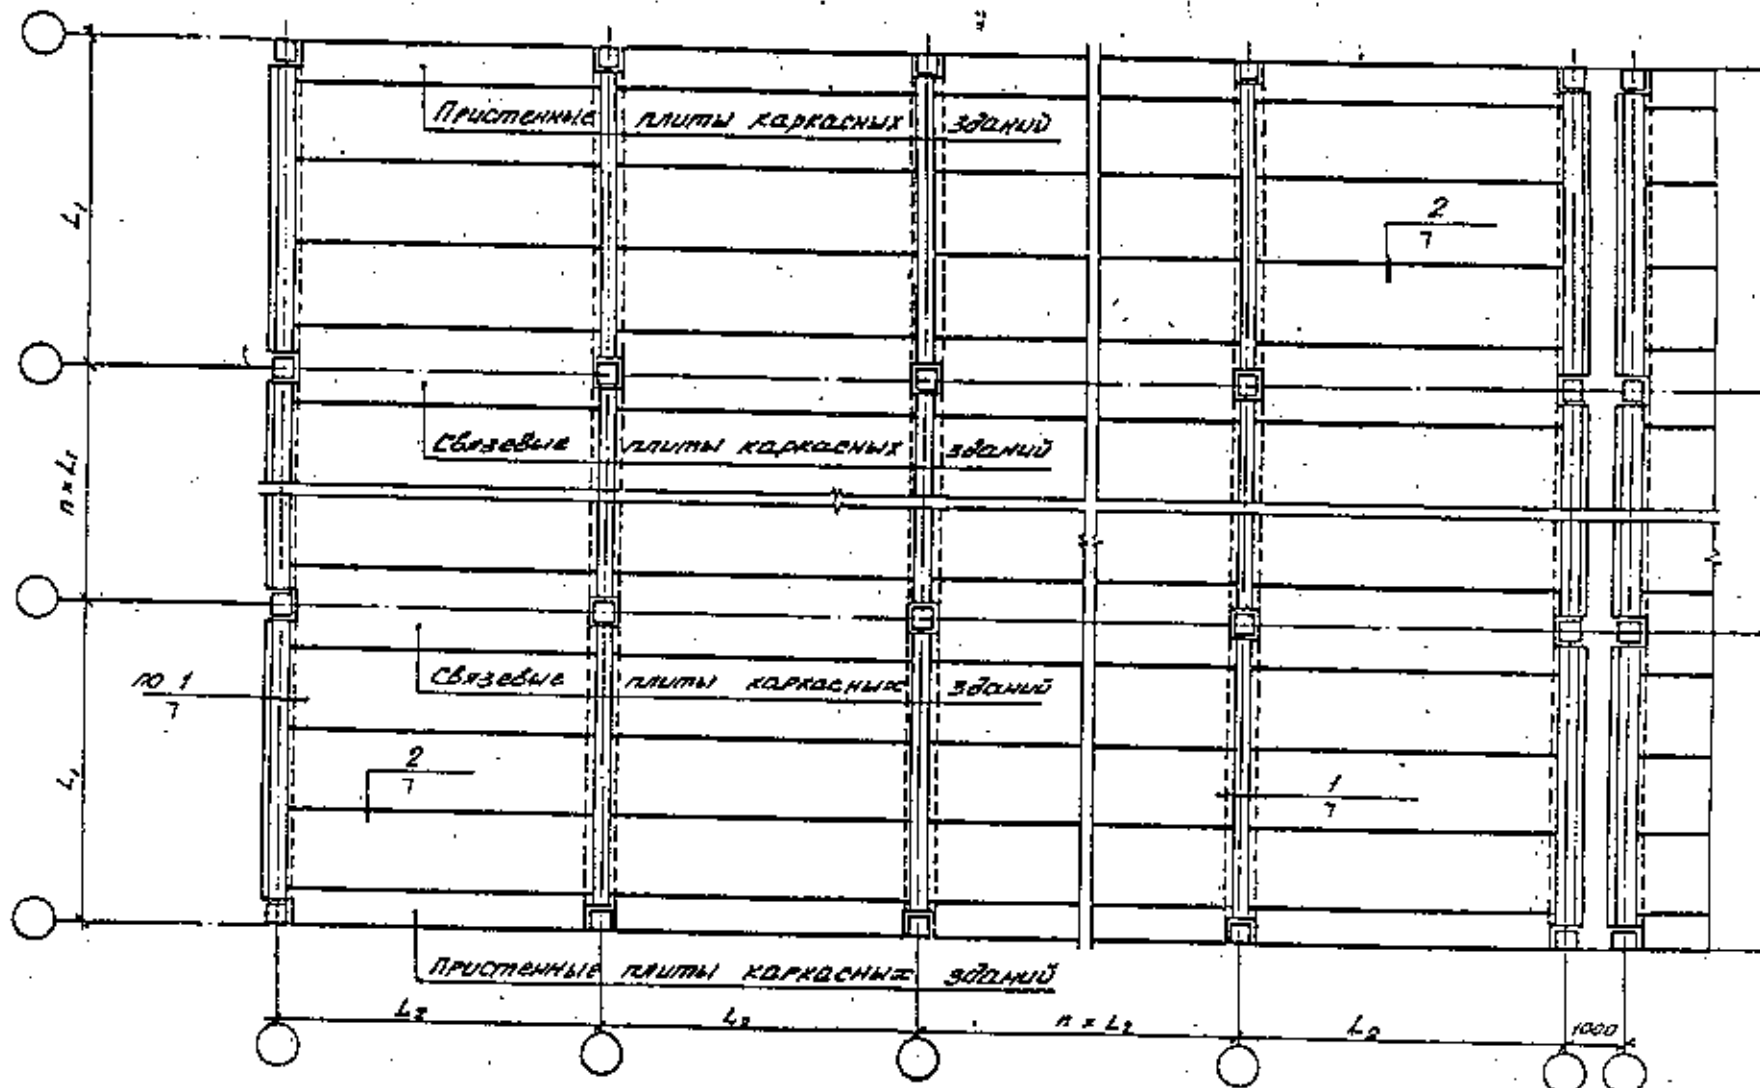 Пристенные плиты каркасных зданий
L₁
2
7
Связевые плиты каркасных зданий
n × L₁
Связевые плиты каркасных зданий
по 1
7
2
7
L₁
1
7
Пристенные плиты каркасных зданий
L₂
L₂
n × L₂
L₂
1000